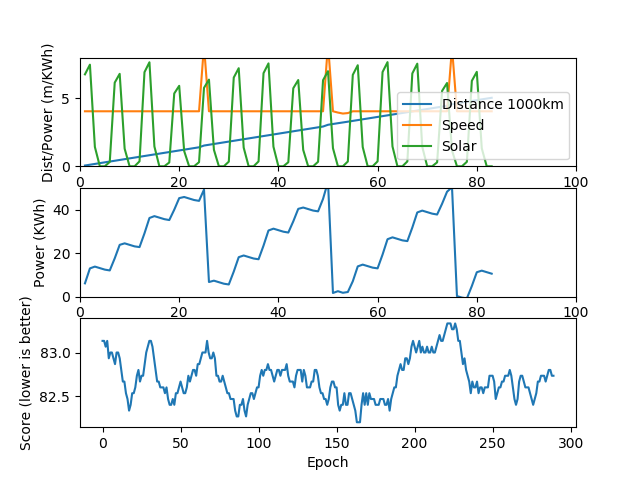 Dist/Power (m/KWh)
5
0
Distance 1000km
Speed
Solar
0 20 40 60 80 100
Power (KWh)
40
20
0
0 20 40 60 80 100
Score (lower is better)
83.0
82.5
0 50 100 150 200 250 300
Epoch